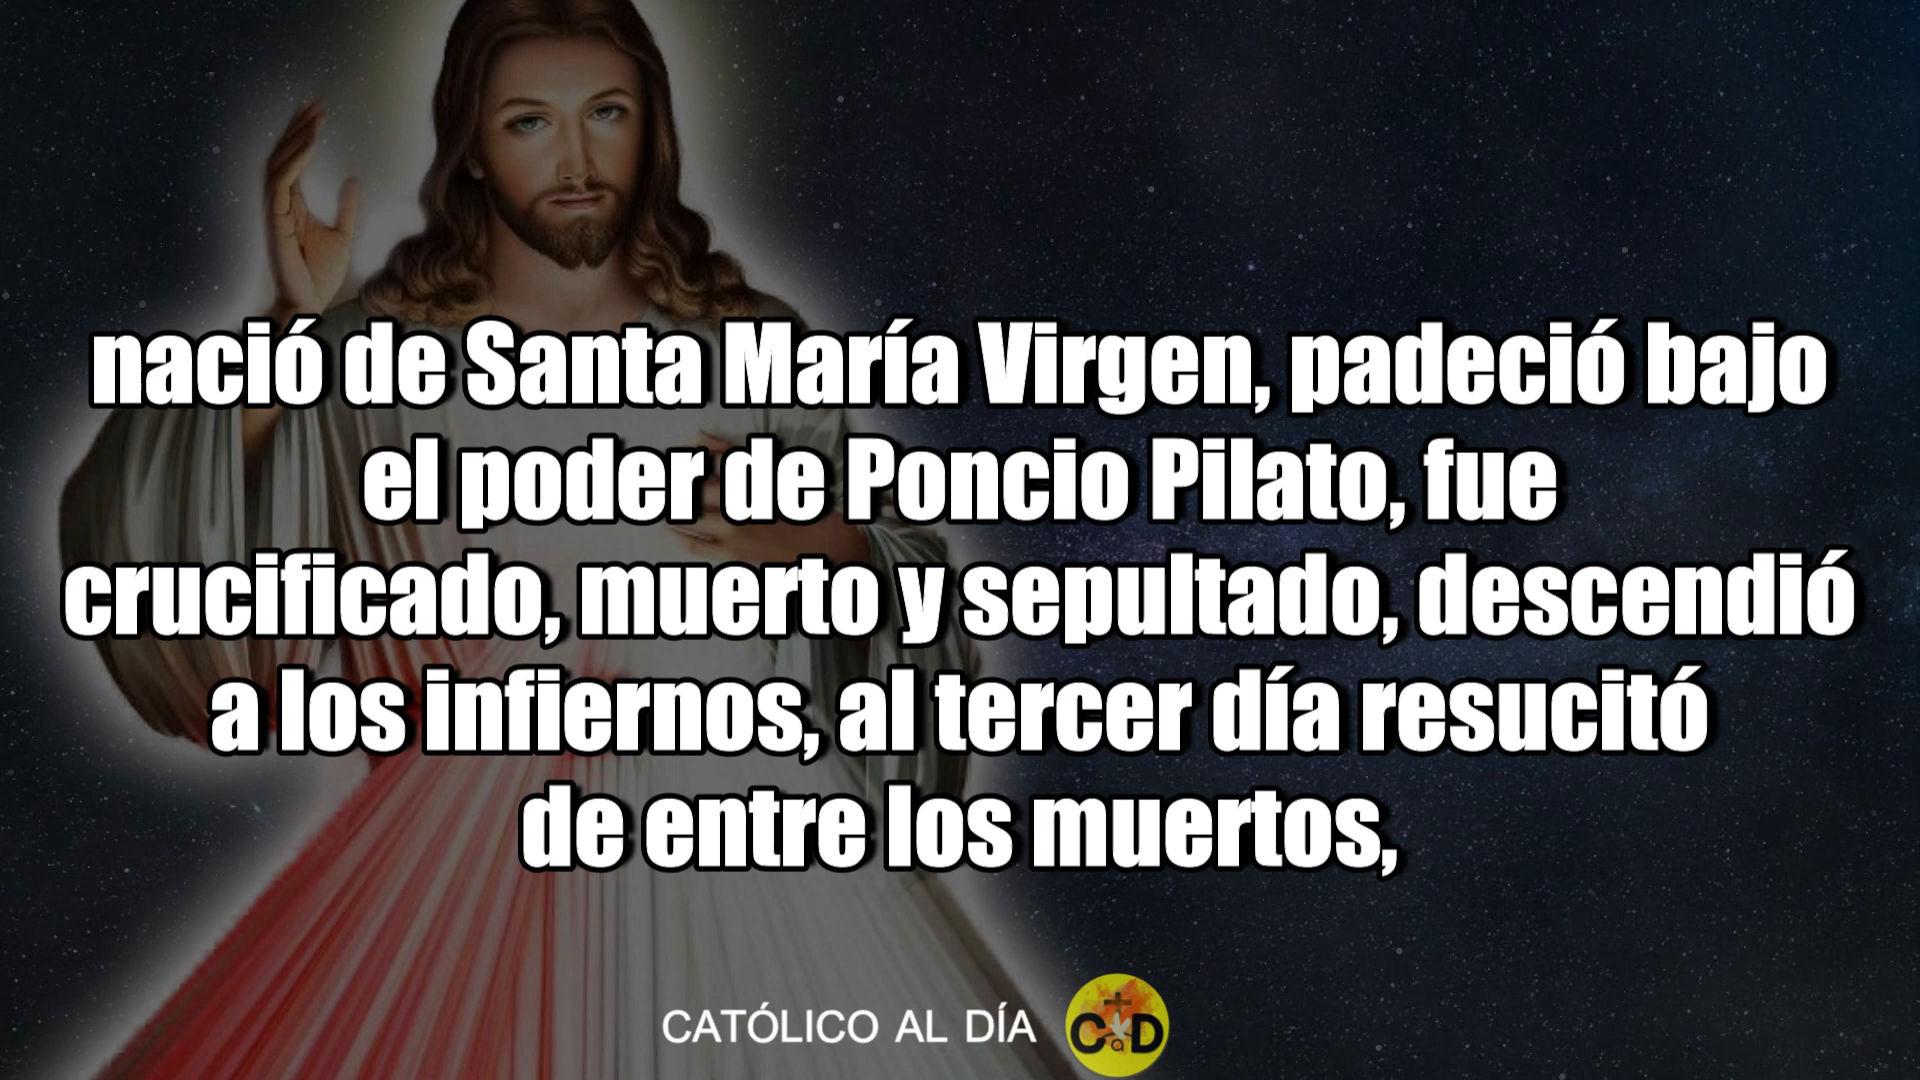 nació de Santa María Virgen, padeció bajo
el poder de Poncio Pilato, fue
crucificado, muerto y sepultado, descendió
a los infiernos, al tercer día resucitó
de entre los muertos,
CATÓLICO AL DÍA
CaD